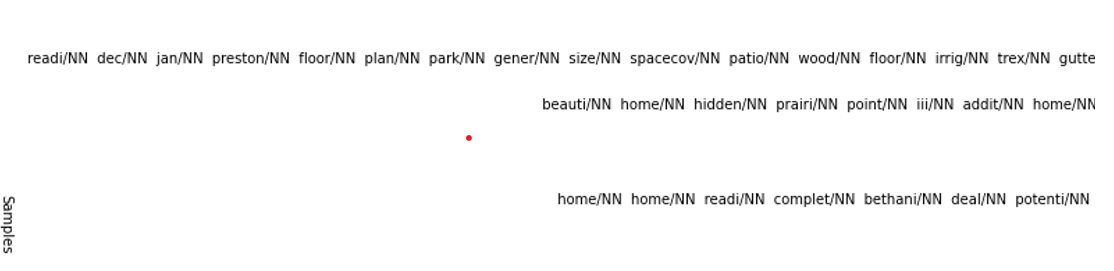 readi/NN dec/NN jan/NN preston/NN floor/NN plan/NN park/NN gener/NN size/NN spacecov/NN patio/NN wood/NN floor/NN irrig/NN trex/NN gutte
beauti/NN home/NN hidden/NN prairi/NN point/NN iii/NN addit/NN home/NN
home/NN home/NN readi/NN complet/NN bethani/NN deal/NN potenti/NN
Samples